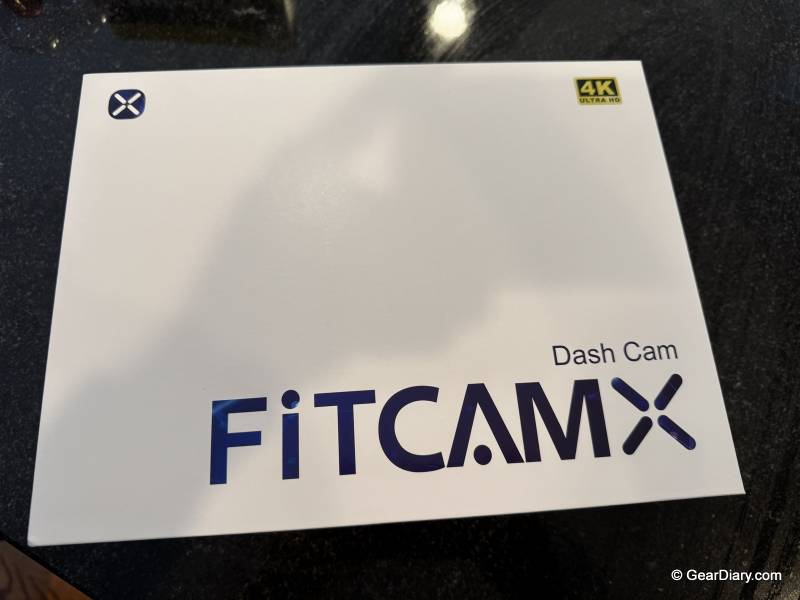 4K
ULTRA HD
Dash Cam
FiTCAMX
© GearDiary.com